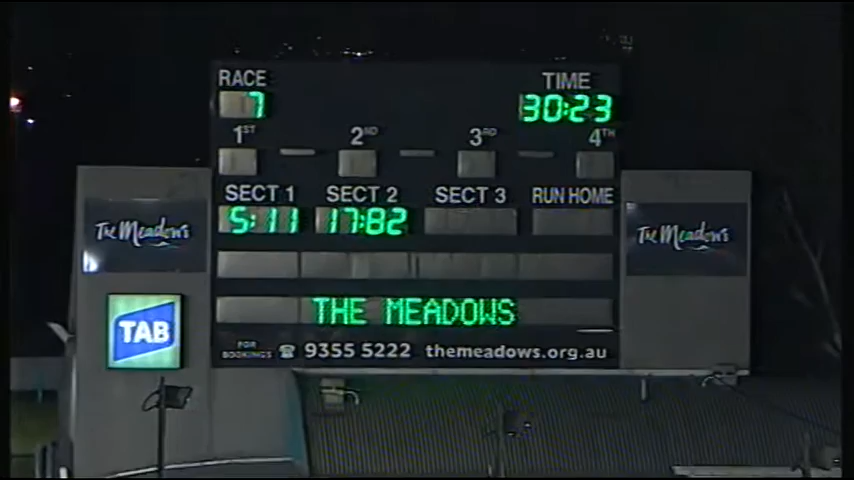 RACE TIME
7 30:23
1ST 2ND 3RD 4TH
SECT 1 SECT 2 SECT 3 RUN HOME
5:11 17:82
The Meadows
The Meadows
THE MEADOWS
TAB
FOR BOOKINGS 9355 5222 themeadows.org.au